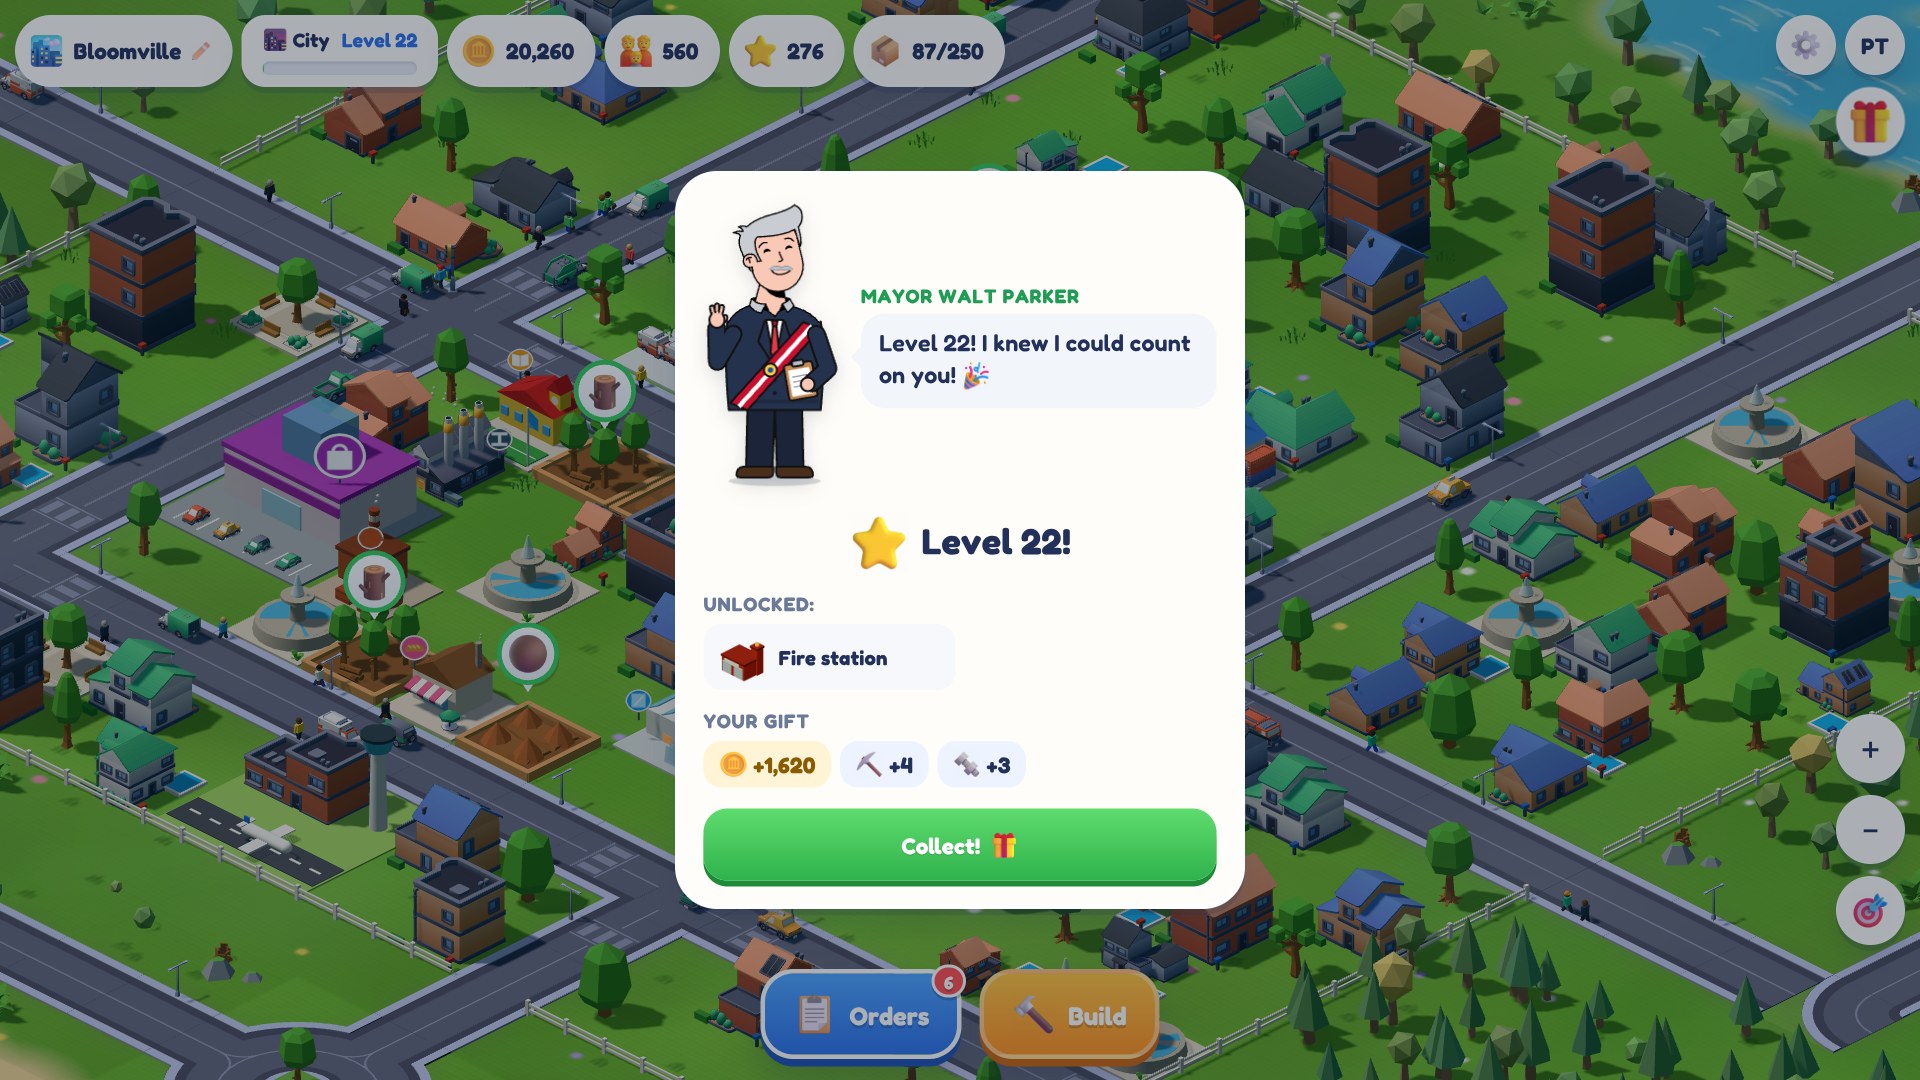 Bloomville
City Level 22
20,260
560
276
87/250
PT
MAYOR WALT PARKER
Level 22! I knew I could count
on you!
Level 22!
UNLOCKED:
Fire station
YOUR GIFT
+1,620
+4
+3
Collect!
+
−
6
Orders
Build